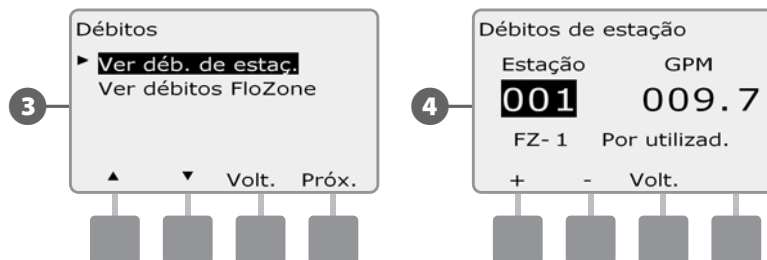 3
Débitos
Ver déb. de estaç.
Ver débitos FloZone
▲ ▼ Volt. Próx.
4
Débitos de estação
Estação GPM
001 009.7
FZ- 1 Por utilizad.
+ - Volt.